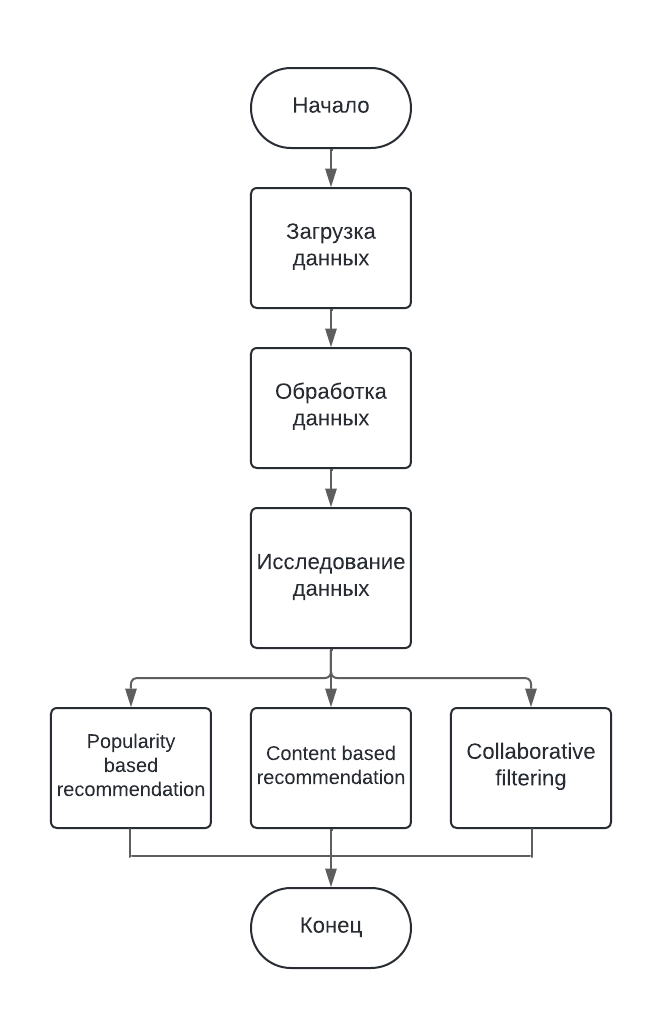 Начало
Загрузка
данных
Обработка
данных
Исследование
данных
Popularity
based
recommendation
Content based
recommendation
Collaborative
filtering
Конец